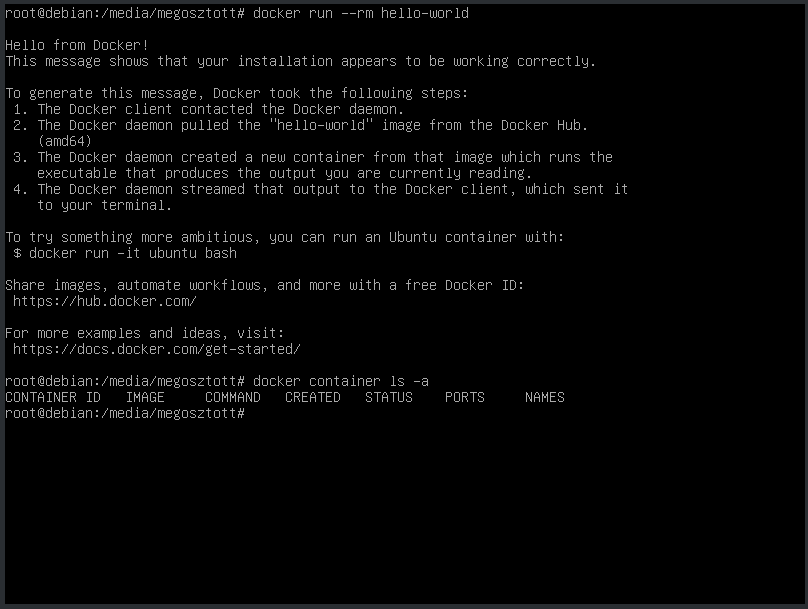 root@debian:/media/megosztott# docker run --rm hello-world

Hello from Docker!
This message shows that your installation appears to be working correctly.

To generate this message, Docker took the following steps:
 1. The Docker client contacted the Docker daemon.
 2. The Docker daemon pulled the "hello-world" image from the Docker Hub.
    (amd64)
 3. The Docker daemon created a new container from that image which runs the
    executable that produces the output you are currently reading.
 4. The Docker daemon streamed that output to the Docker client, which sent it
    to your terminal.

To try something more ambitious, you can run an Ubuntu container with:
 $ docker run -it ubuntu bash

Share images, automate workflows, and more with a free Docker ID:
 https://hub.docker.com/

For more examples and ideas, visit:
 https://docs.docker.com/get-started/

root@debian:/media/megosztott# docker container ls -a
CONTAINER ID   IMAGE     COMMAND   CREATED   STATUS    PORTS     NAMES
root@debian:/media/megosztott#